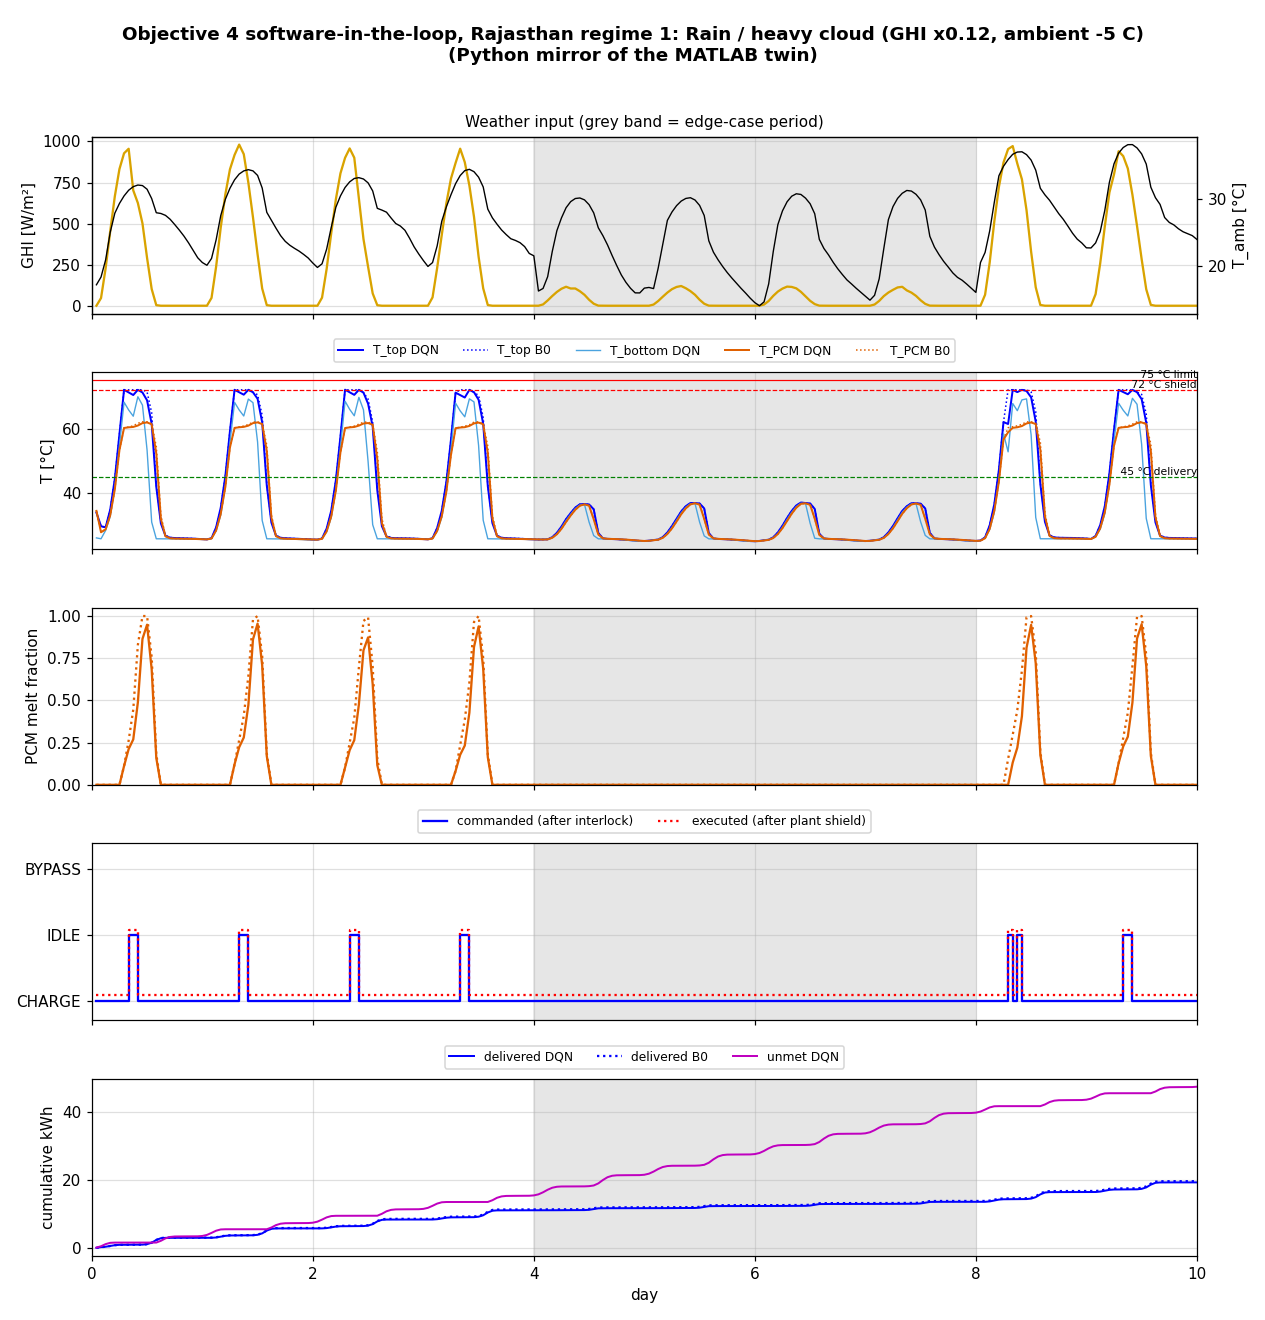 Objective 4 software-in-the-loop, Rajasthan regime 1: Rain / heavy cloud (GHI x0.12, ambient -5 C)
(Python mirror of the MATLAB twin)
Weather input (grey band = edge-case period)
GHI [W/m²]
1000
750
500
250
0
30
20
T_amb [°C]
T_top DQN
T_top B0
T_bottom DQN
T_PCM DQN
T_PCM B0
T [°C]
60
40
75 °C limit
72 °C shield
45 °C delivery
PCM melt fraction
1.00
0.75
0.50
0.25
0.00
commanded (after interlock)
executed (after plant shield)
BYPASS
IDLE
CHARGE
delivered DQN
delivered B0
unmet DQN
cumulative kWh
40
20
0
0
2
4
6
8
10
day